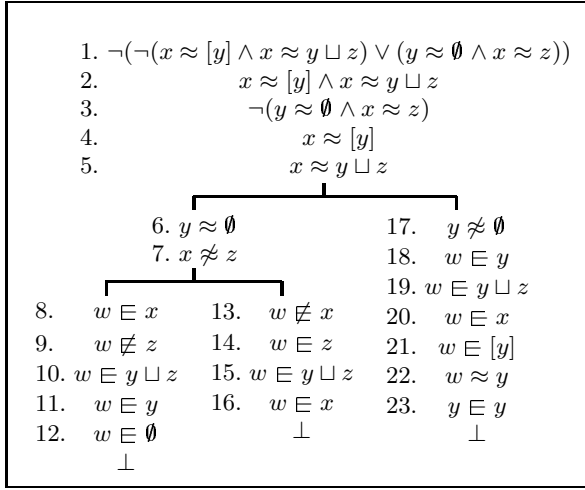 1. ¬(¬(x ≈ [y] ∧ x ≈ y ⊔ z) ∨ (y ≈ ∅ ∧ x ≈ z))
2. x ≈ [y] ∧ x ≈ y ⊔ z
3. ¬(y ≈ ∅ ∧ x ≈ z)
4. x ≈ [y]
5. x ≈ y ⊔ z
6. y ≈ ∅
7. x ≉ z
8. w ∈ x
9. w ∉ z
10. w ∈ y ⊔ z
11. w ∈ y
12. w ∈ ∅
⊥
13. w ∉ x
14. w ∈ z
15. w ∈ y ⊔ z
16. w ∈ x
⊥
17. y ≉ ∅
18. w ∈ y
19. w ∈ y ⊔ z
20. w ∈ x
21. w ∈ [y]
22. w ≈ y
23. y ∈ y
⊥